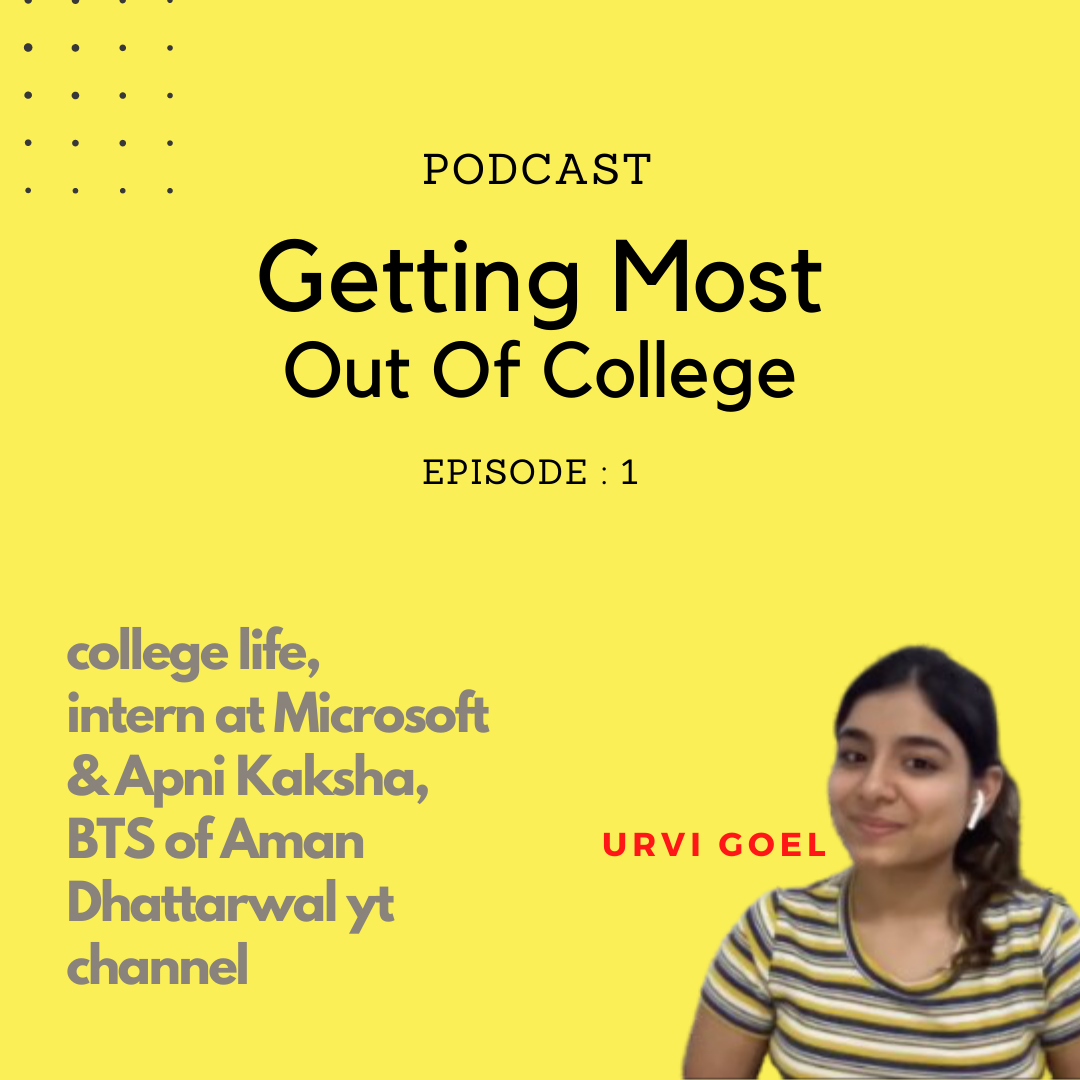 PODCAST
Getting Most
Out Of College
EPISODE : 1
college life,
intern at Microsoft
& Apni Kaksha,
BTS of Aman
Dhattarwal yt
channel
URVI GOEL